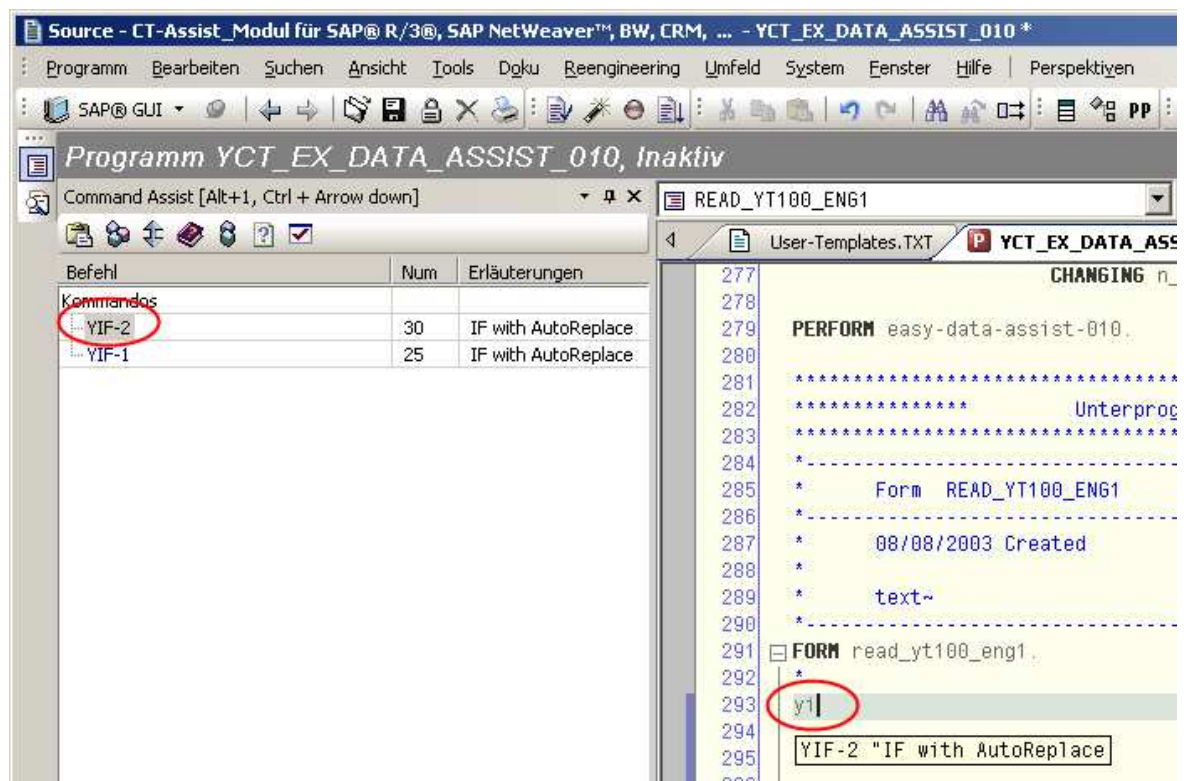 Source - CT-Assist_Modul für SAP® R/3®, SAP NetWeaver™, BW, CRM, ... - YCT_EX_DATA_ASSIST_010 *
Programm Bearbeiten Suchen Ansicht Tools Doku Reengineering Umfeld System Fenster Hilfe | Perspektiven
SAP® GUI PP
Programm YCT_EX_DATA_ASSIST_010, Inaktiv
Command Assist [Alt+1, Ctrl + Arrow down]
Befehl Num Erläuterungen
Kommandos
YIF-2 30 IF with AutoReplace
YIF-1 25 IF with AutoReplace
READ_YT100_ENG1
User-Templates.TXT P YCT_EX_DATA_ASS
277 CHANGING n_
278
279 PERFORM easy-data-assist-010.
280
281 *********************************
282 *************** Unterprog
283 *********************************
284 *--------------------------------
285 * Form READ_YT100_ENG1
286 *--------------------------------
287 * 08/08/2003 Created
288 *
289 * text~
290 *--------------------------------
291 FORM read_yt100_eng1.
292 *
293 yi
294
YIF-2 "IF with AutoReplace
295